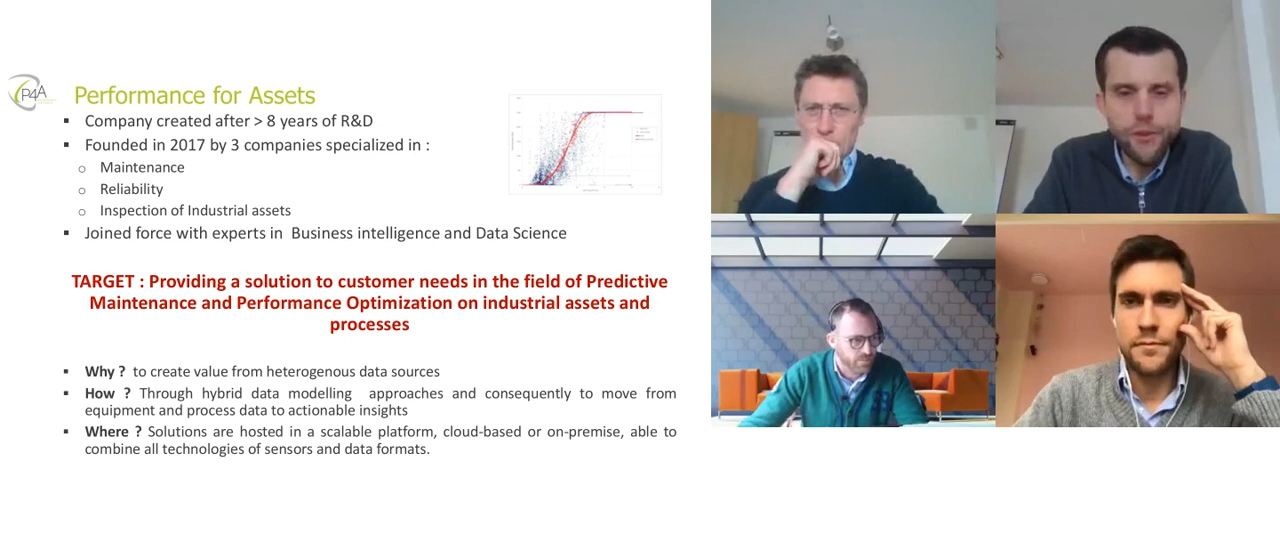 P4A
Performance for Assets
▪ Company created after > 8 years of R&D
▪ Founded in 2017 by 3 companies specialized in :
o Maintenance
o Reliability
o Inspection of Industrial assets
▪ Joined force with experts in Business intelligence and Data Science
TARGET : Providing a solution to customer needs in the field of Predictive
Maintenance and Performance Optimization on industrial assets and
processes
▪ Why ? to create value from heterogenous data sources
▪ How ? Through hybrid data modelling approaches and consequently to move from
equipment and process data to actionable insights
▪ Where ? Solutions are hosted in a scalable platform, cloud-based or on-premise, able to
combine all technologies of sensors and data formats.